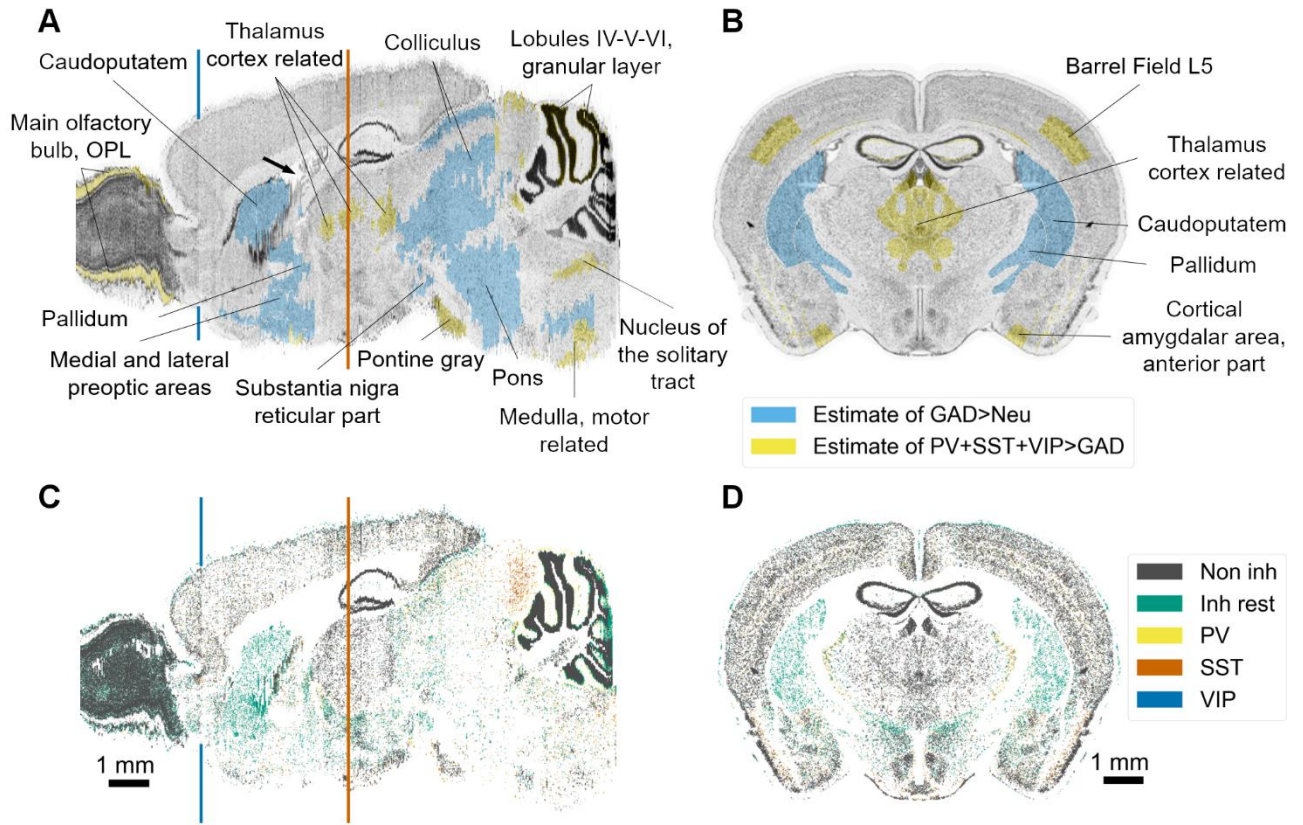 A
Thalamus
cortex related
Caudoputatem
Colliculus
Lobules IV-V-VI,
granular layer
Main olfactory
bulb, OPL
Pallidum
Medial and lateral
preoptic areas
Substantia nigra
reticular part
Pontine gray
Pons
Nucleus of
the solitary
tract
Medulla, motor
related
B
Barrel Field L5
Thalamus
cortex related
Caudoputatem
Pallidum
Cortical
amygdalar area,
anterior part
Estimate of GAD>Neu
Estimate of PV+SST+VIP>GAD
C
1 mm
D
Non inh
Inh rest
PV
SST
VIP
1 mm